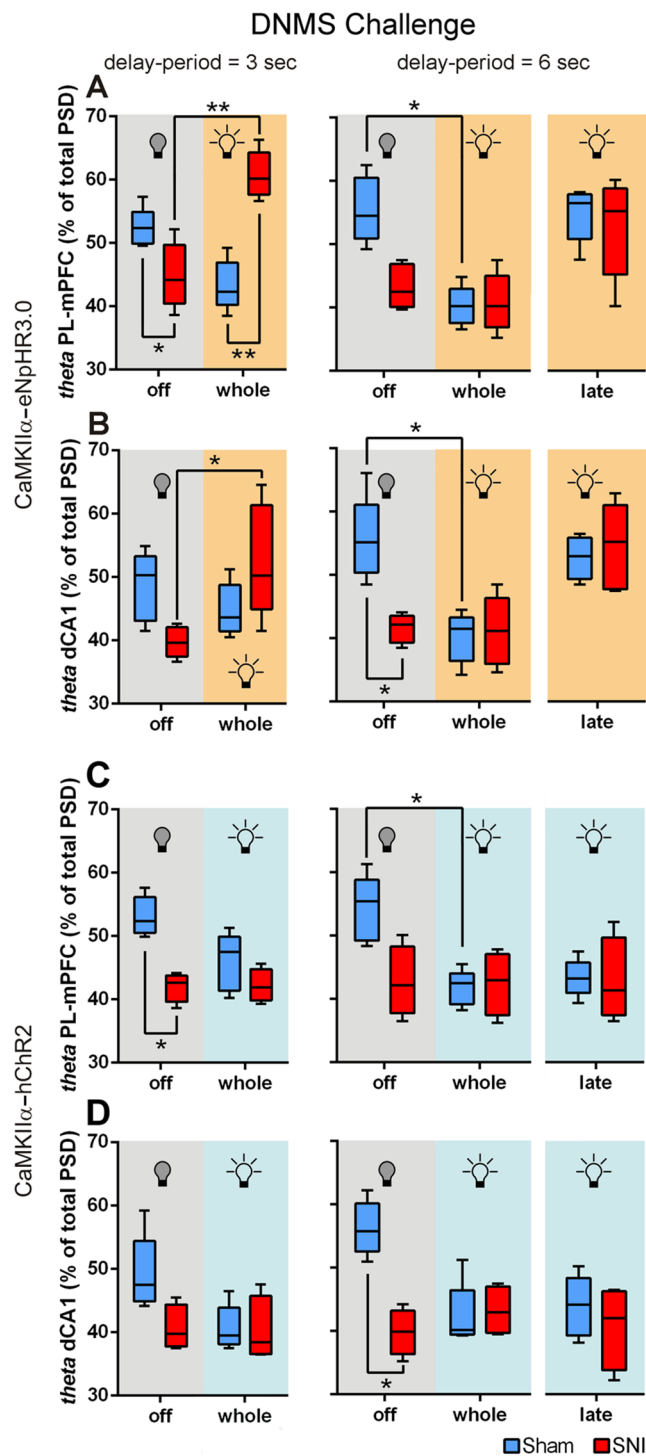 DNMS Challenge
delay-period = 3 sec
delay-period = 6 sec
A
CaMKIIα-eNpHR3.0
theta PL-mPFC (% of total PSD)
70
60
50
40
30
**
*
**
*
off
whole
off
whole
late
B
theta dCA1 (% of total PSD)
70
60
50
40
30
*
*
*
off
whole
off
whole
late
C
CaMKIIα-hChR2
theta PL-mPFC (% of total PSD)
70
60
50
40
30
*
*
off
whole
off
whole
late
D
theta dCA1 (% of total PSD)
70
60
50
40
30
*
off
whole
off
whole
late
Sham
SNI